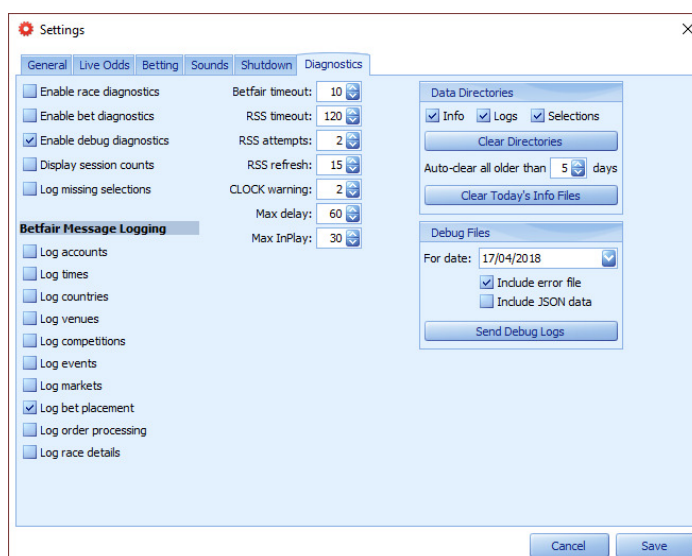 Settings
General Live Odds Betting Sounds Shutdown Diagnostics
Enable race diagnostics
Enable bet diagnostics
Enable debug diagnostics
Display session counts
Log missing selections
Betfair Message Logging
Log accounts
Log times
Log countries
Log venues
Log competitions
Log events
Log markets
Log bet placement
Log order processing
Log race details
Betfair timeout: 10
RSS timeout: 120
RSS attempts: 2
RSS refresh: 15
CLOCK warning: 2
Max delay: 60
Max InPlay: 30
Data Directories
Info Logs Selections
Clear Directories
Auto-clear all older than 5 days
Clear Today's Info Files
Debug Files
For date: 17/04/2018
Include error file
Include JSON data
Send Debug Logs
Cancel Save